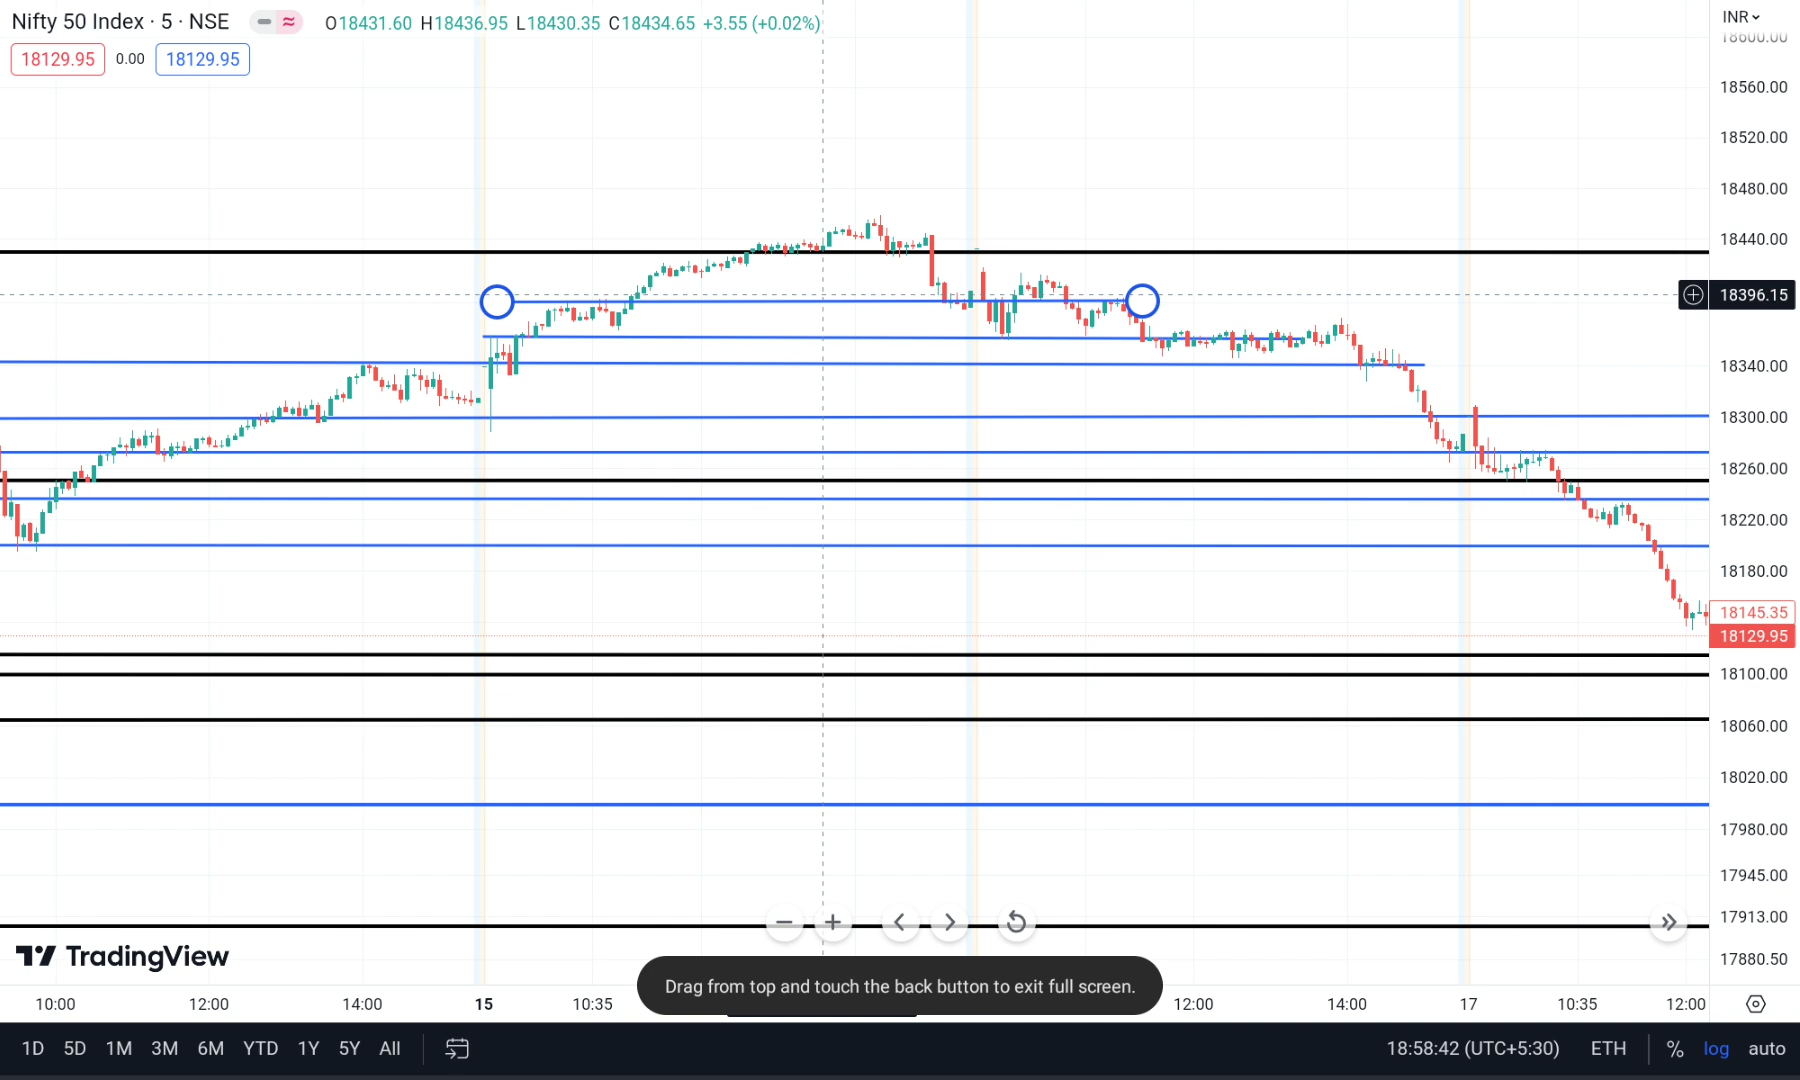 Nifty 50 Index · 5 · NSE
O18431.60 H18436.95 L18430.35 C18434.65 +3.55 (+0.02%)
INR
18129.95 0.00 18129.95
18600.00
18560.00
18520.00
18480.00
18440.00
18396.15
18340.00
18300.00
18260.00
18220.00
18180.00
18145.35
18129.95
18100.00
18060.00
18020.00
17980.00
17945.00
17913.00
17880.50
TradingView
Drag from top and touch the back button to exit full screen.
10:00 12:00 14:00 15 10:35 12:00 14:00 17 10:35 12:00
1D 5D 1M 3M 6M YTD 1Y 5Y All 18:58:42 (UTC+5:30) ETH % log auto